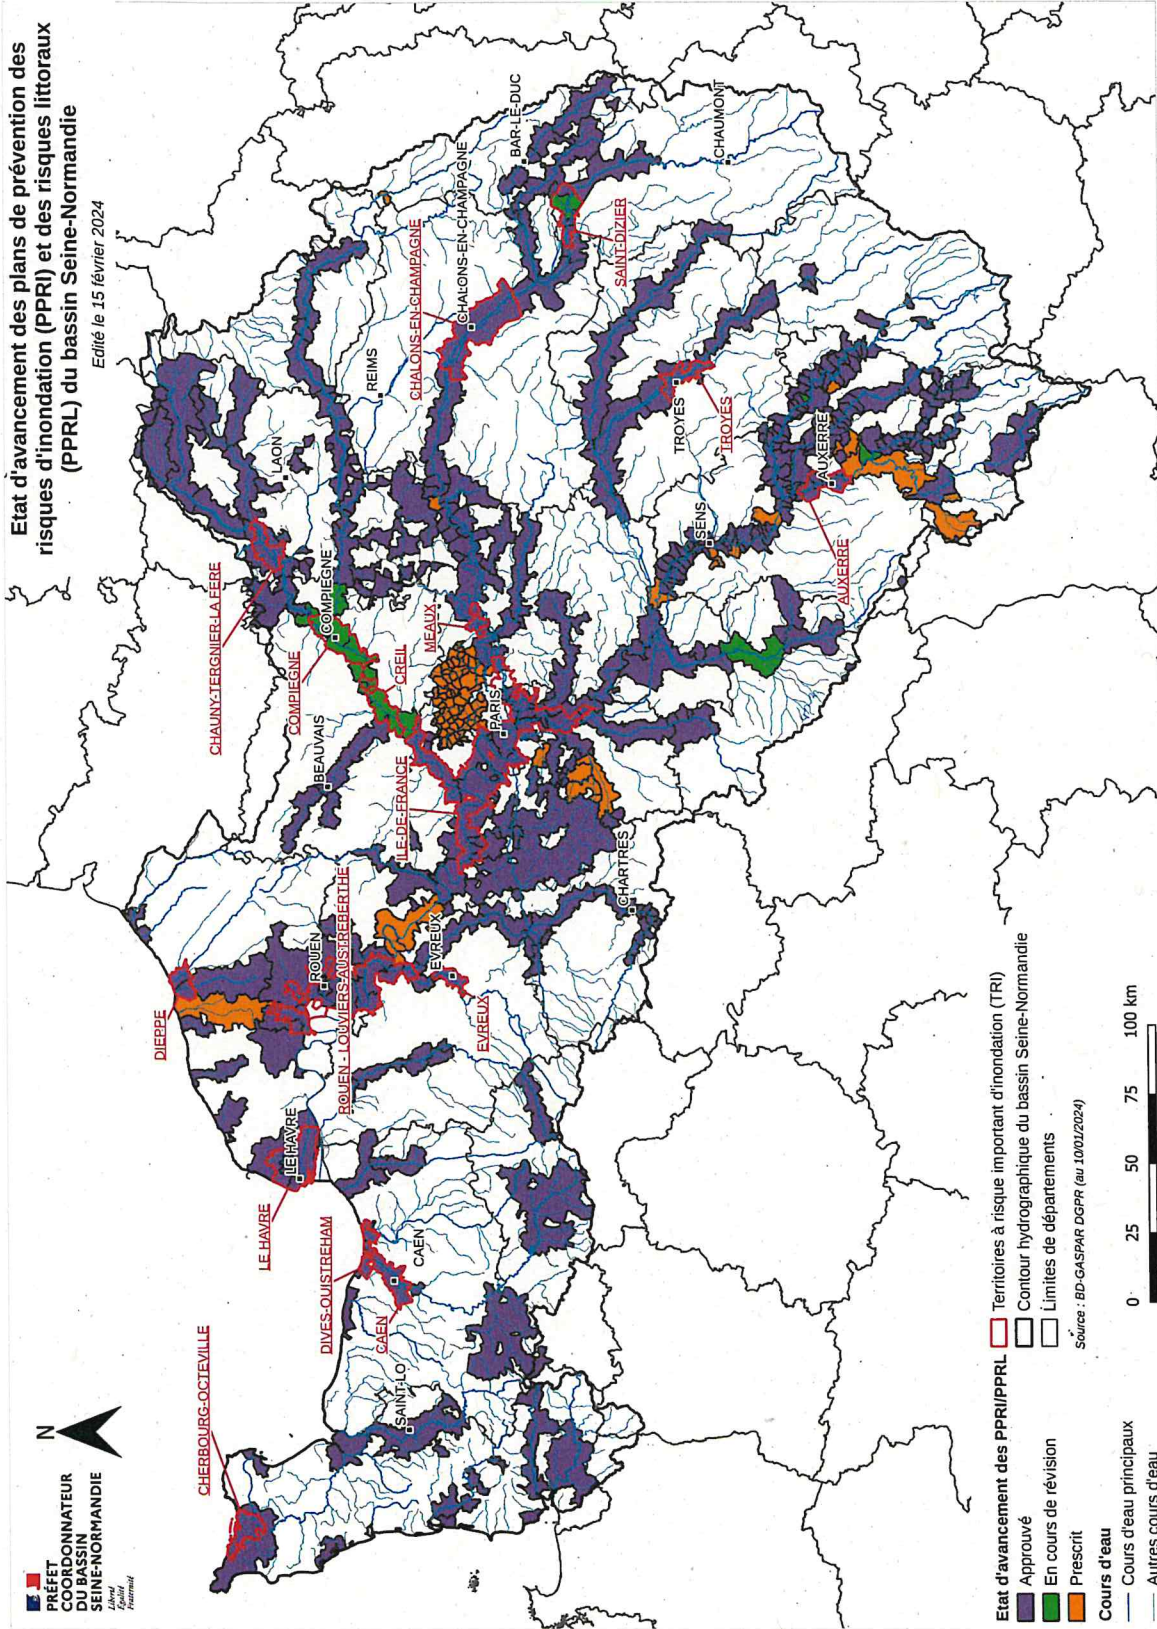 PRÉFET
COORDONNATEUR
DU BASSIN
SEINE-NORMANDIE
Liberté
Égalité
Fraternité
N
Etat d'avancement des plans de prévention des
risques d'inondation (PPRI) et des risques littoraux
(PPRL) du bassin Seine-Normandie
Edité le 15 février 2024
CHERBOURG-OCTEVILLE
SAINT-LO
DIVES-OUISTREHAM
CAEN
CAEN
LE HAVRE
LE HAVRE
DIEPPE
ROUEN
ROUEN - LOUVIERS-AUSTREBERTHE
EVREUX
EVREUX
CHARTRES
BEAUVAIS
ILE-DE-FRANCE
PARIS
CREIL
MEAUX
COMPIEGNE
COMPIEGNE
CHAUNY-TERGNIER-LA FERE
LAON
REIMS
CHALONS-EN-CHAMPAGNE
CHALONS-EN-CHAMPAGNE
BAR-LE-DUC
SAINT-DIZIER
CHAUMONT
TROYES
TROYES
SENS
AUXERRE
AUXERRE
Etat d'avancement des PPRI/PPRL
Approuvé
En cours de révision
Prescrit
Cours d'eau
Cours d'eau principaux
Autres cours d'eau
Territoires à risque important d'inondation (TRI)
Contour hydrographique du bassin Seine-Normandie
Limites de départements
Source : BD-GASPAR DGPR (au 10/01/2024)
0 25 50 75 100 km